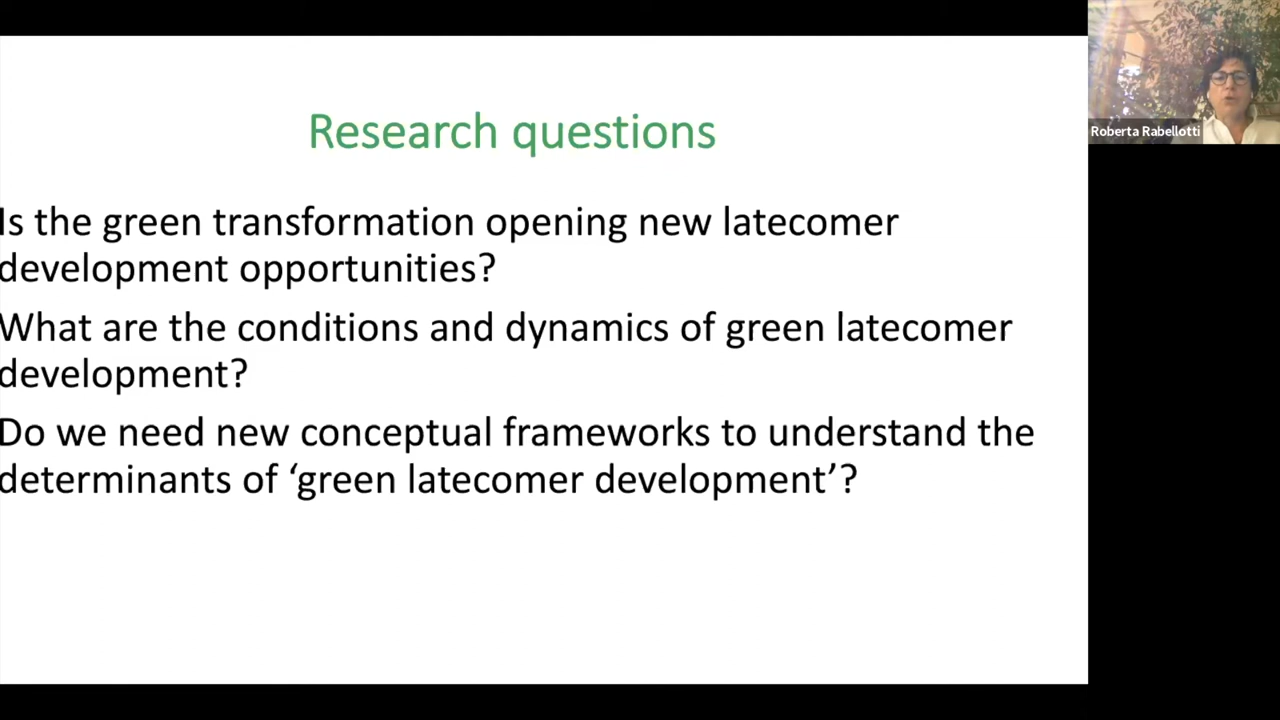 Research questions
Is the green transformation opening new latecomer
development opportunities?
What are the conditions and dynamics of green latecomer
development?
Do we need new conceptual frameworks to understand the
determinants of ‘green latecomer development’?
Roberta Rabellotti